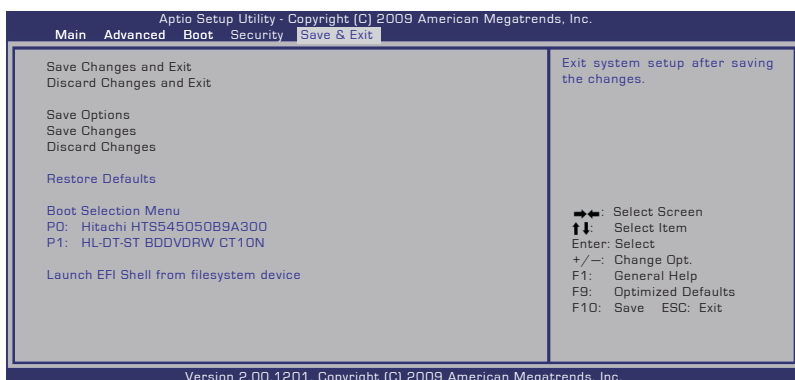 Aptio Setup Utility - Copyright (C) 2009 American Megatrends, Inc.
Main Advanced Boot Security Save & Exit
Save Changes and Exit
Discard Changes and Exit
Save Options
Save Changes
Discard Changes
Restore Defaults
Boot Selection Menu
P0: Hitachi HTS545050B9A300
P1: HL-DT-ST BDDVDRW CT10N
Launch EFI Shell from filesystem device
Exit system setup after saving
the changes.
→←: Select Screen
↑↓: Select Item
Enter: Select
+/—: Change Opt.
F1: General Help
F9: Optimized Defaults
F10: Save ESC: Exit
Version 2.00.1201. Copyright (C) 2009 American Megatrends, Inc.